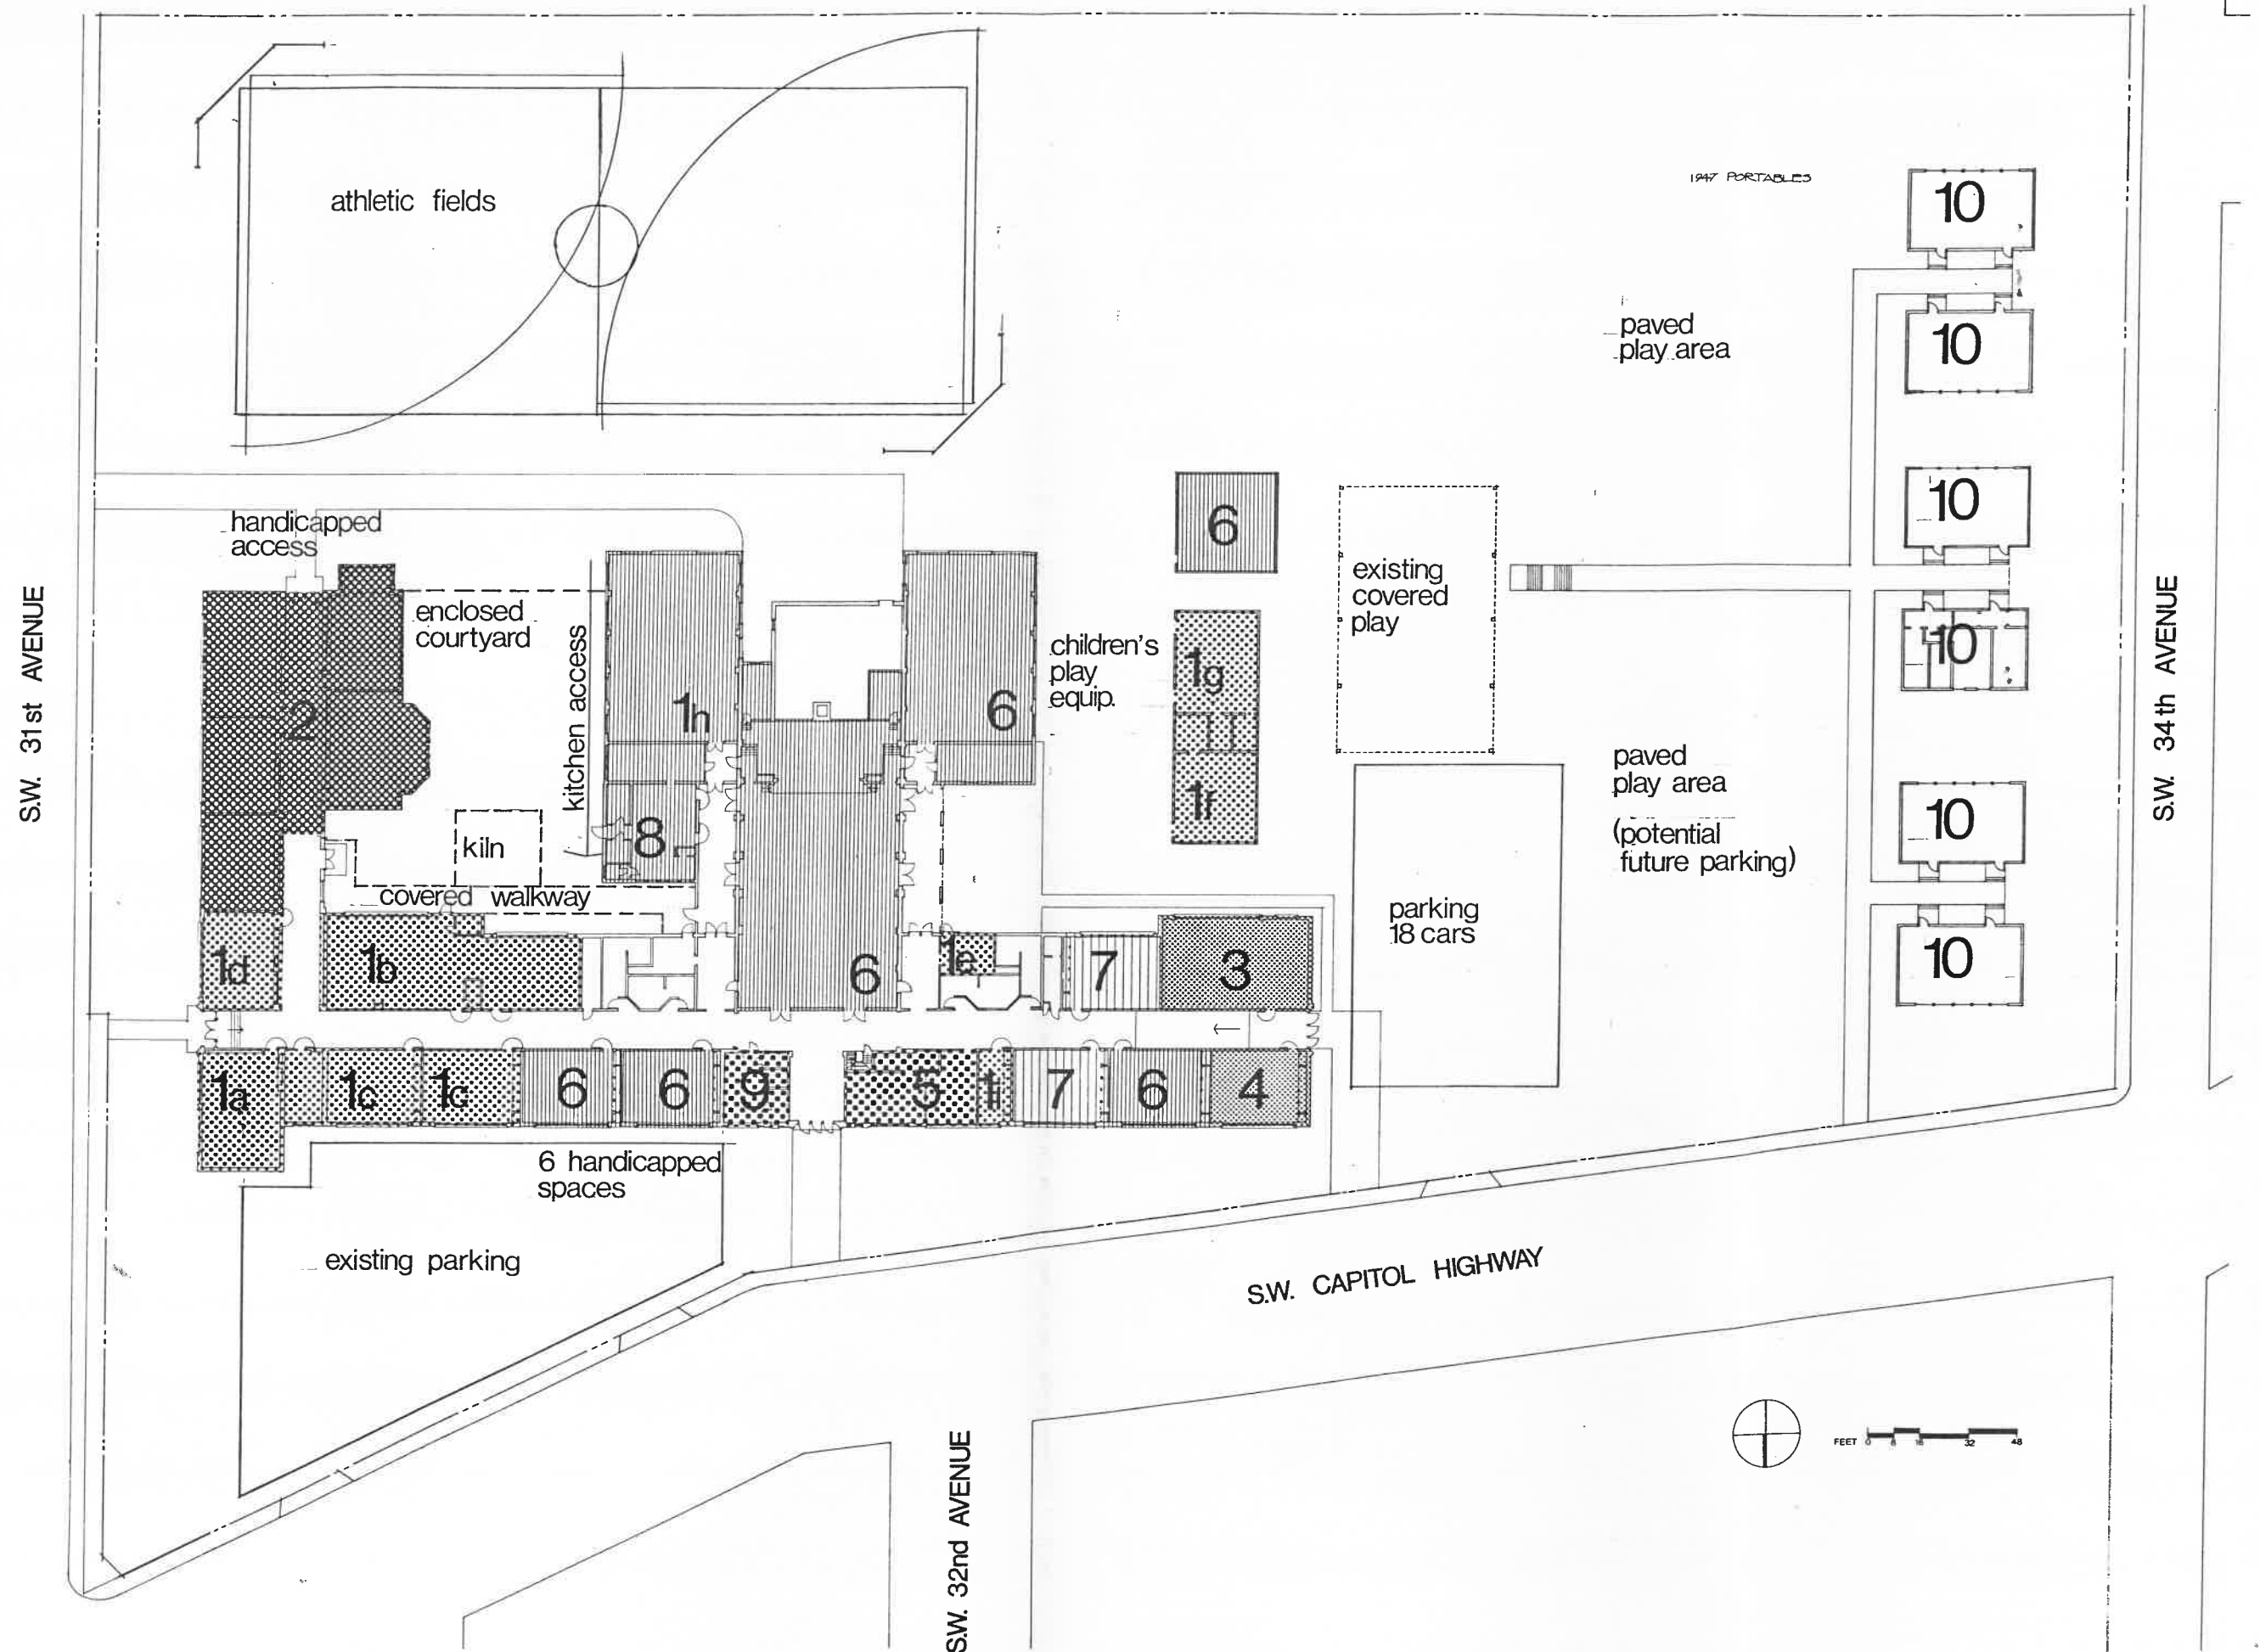 1947 PORTABLES
10
athletic fields
paved
play area
10
10
6
handicapped
access
existing
covered
play
enclosed
courtyard
kitchen access
children's
play
equip.
1g
10
2
1h
6
S.W. 31st AVENUE
S.W. 34th AVENUE
paved
play area
(potential
future parking)
1f
10
8
kiln
covered walkway
parking
18 cars
1d
1b
6
1e
7
3
10
1a
1c
1c
6
6
9
5
7
6
4
6 handicapped
spaces
existing parking
S.W. CAPITOL HIGHWAY
S.W. 32nd AVENUE
FEET 0 8 16 32 48